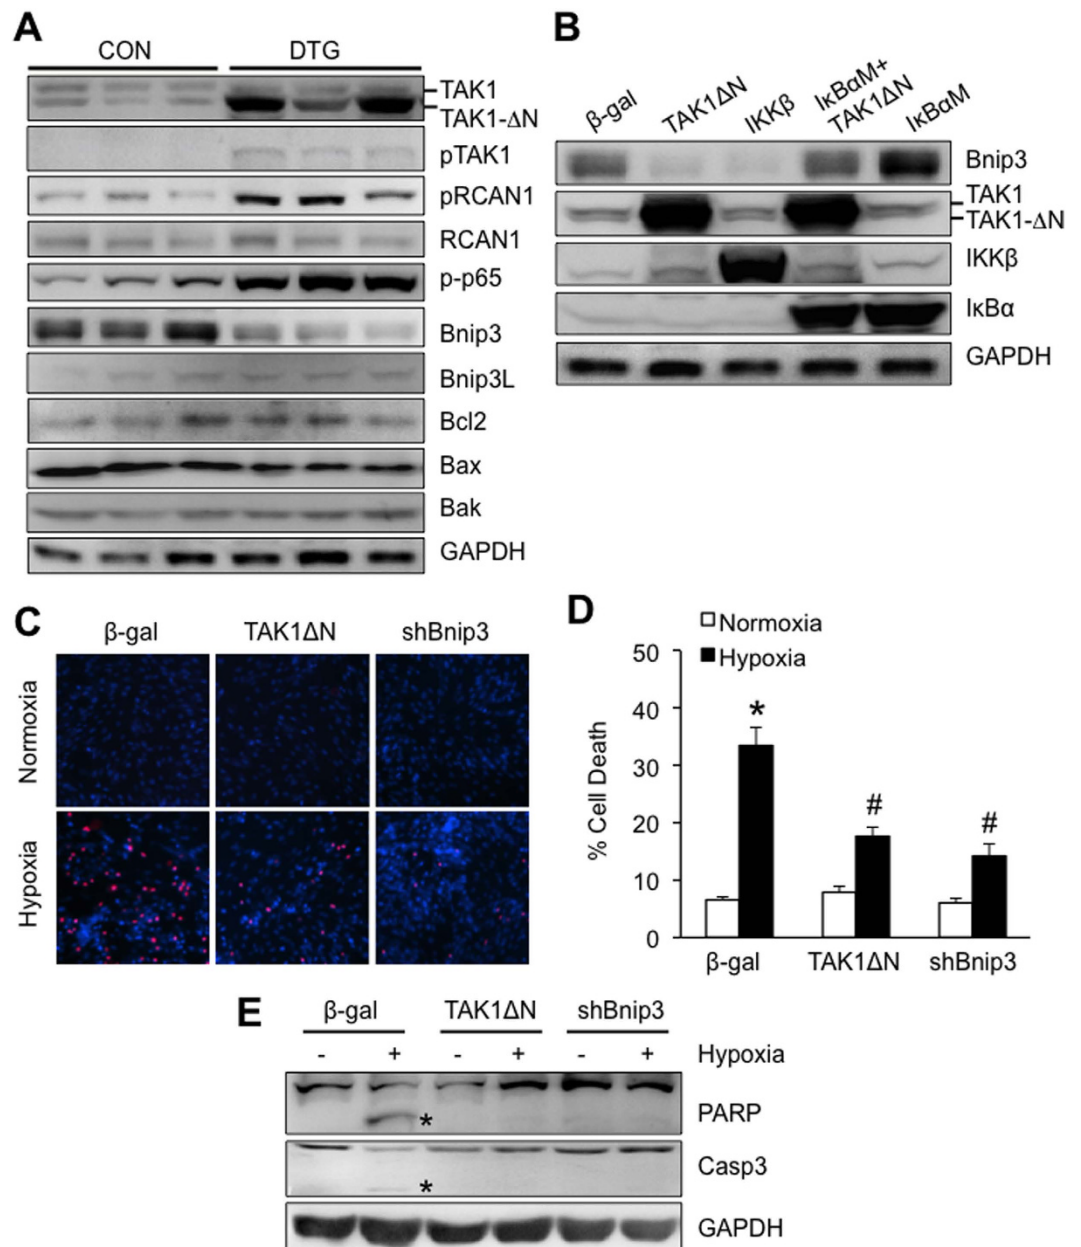 A
CON DTG
TAK1
TAK1-ΔN
pTAK1
pRCAN1
RCAN1
p-p65
Bnip3
Bnip3L
Bcl2
Bax
Bak
GAPDH
B
β-gal TAK1ΔN IKKβ IκBαM+ TAK1ΔN IκBαM
Bnip3
TAK1
TAK1-ΔN
IKKβ
IκBα
GAPDH
C
β-gal TAK1ΔN shBnip3
Normoxia
Hypoxia
D
Normoxia
Hypoxia
% Cell Death
50
40
30
20
10
0
* # #
β-gal TAK1ΔN shBnip3
E
β-gal TAK1ΔN shBnip3
- + - + - + Hypoxia
PARP
*
Casp3
*
GAPDH